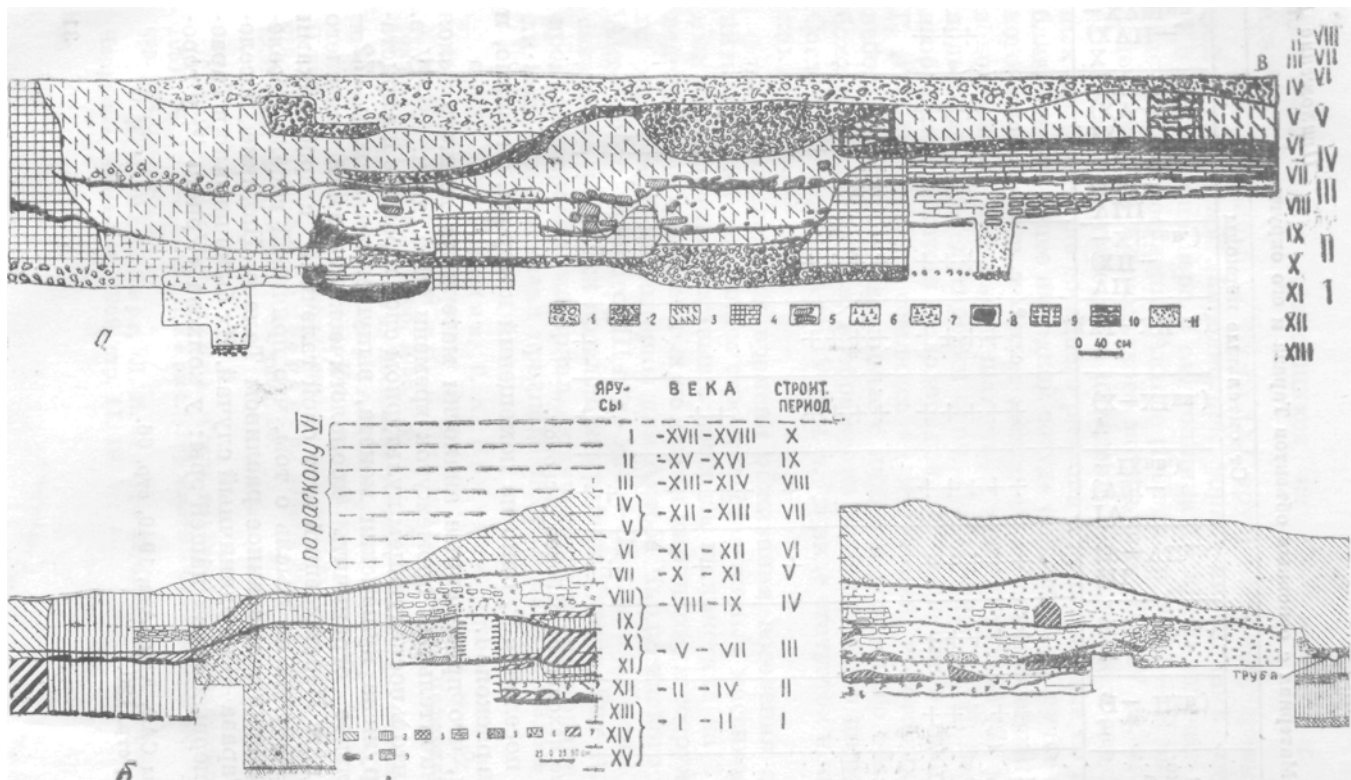 II VIII
III VII
В
IV VI
V V
VI
IV
VII
III
VIII
IX II
X
XI I
XII
XIII
1 2 3 4 5 6 7 8 9 10 11
0 40 см
а
ЯРУ-СЫ ВЕКА СТРОИТ. ПЕРИОД
по раскопу VI
I -XVII-XVIII X
II -XV-XVI IX
III -XIII-XIV VIII
IV
V -XII-XIII VII
VI -XI-XII VI
VII -X-XI V
VIII
IX -VIII-IX IV
X
XI -V-VII III
XII -II-IV II
XIII
XIV -I-II I
XV
ТРУБА
б